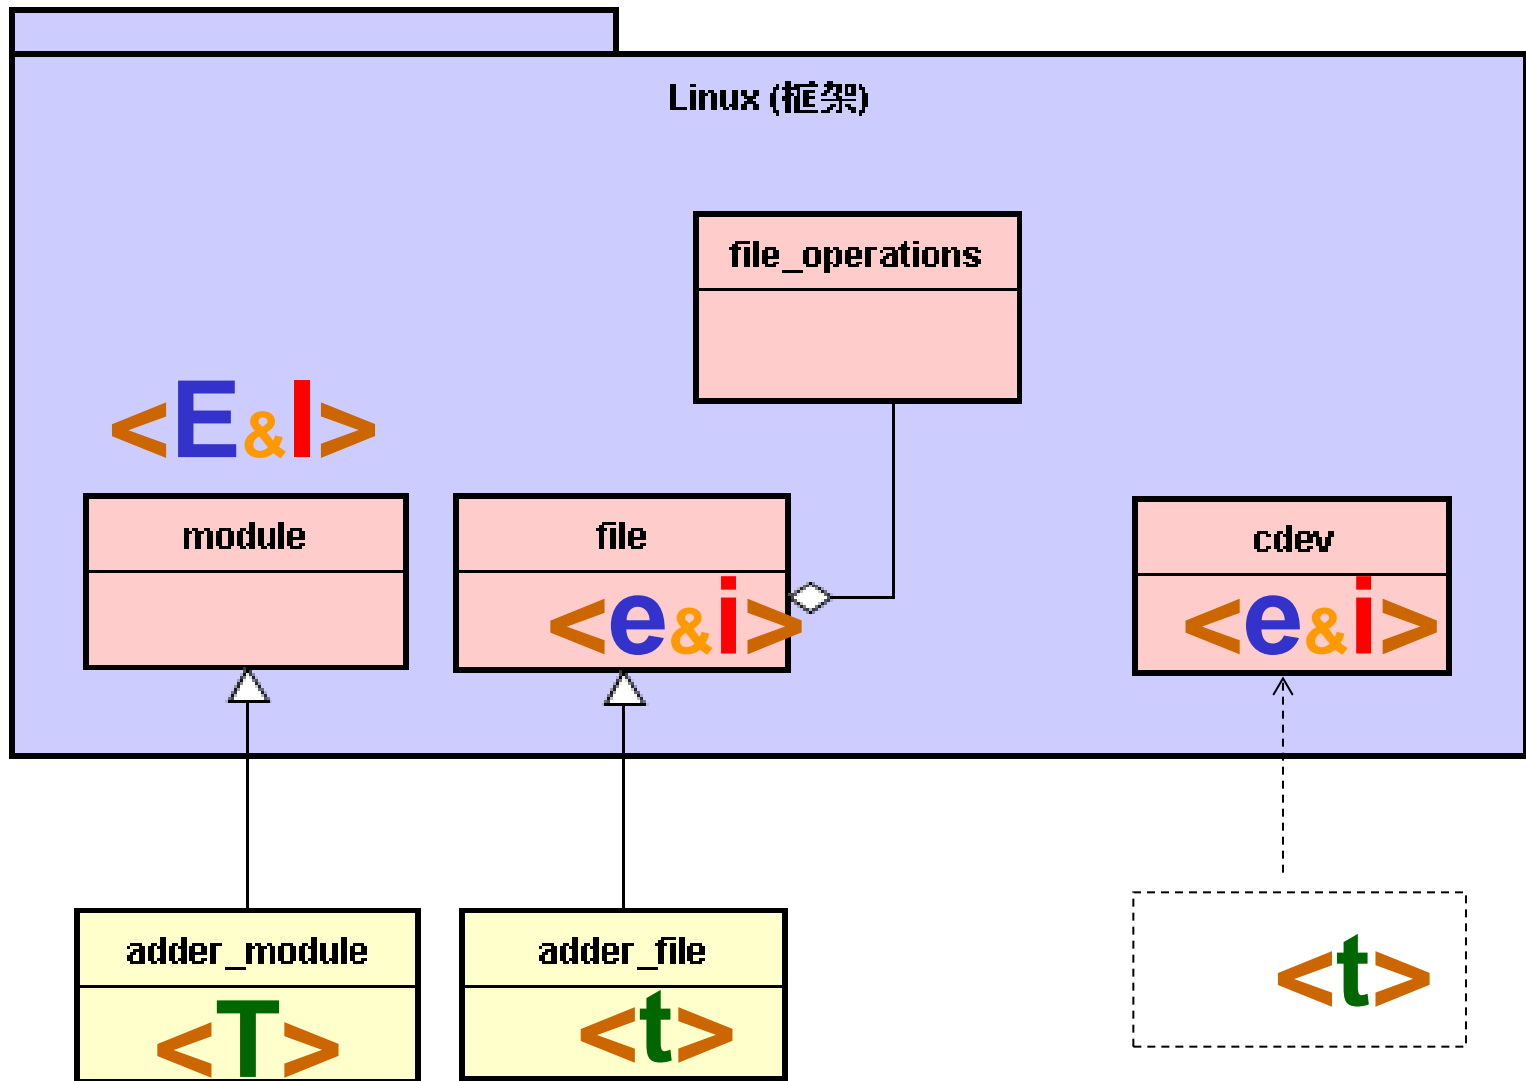 Linux (框架)
file_operations
<E&I>
module
file
cdev
<e&i>
<e&i>
adder_module
adder_file
<T>
<t>
<t>